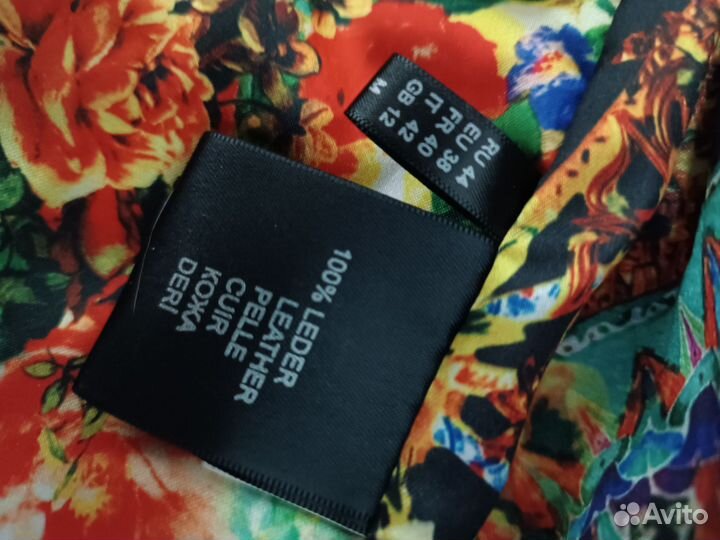 RU 44
EU 38
FR 40
IT 42
GB 12
M
100% LEDER
LEATHER
PELLE
CUIR
КОЖА
DERI
Avito